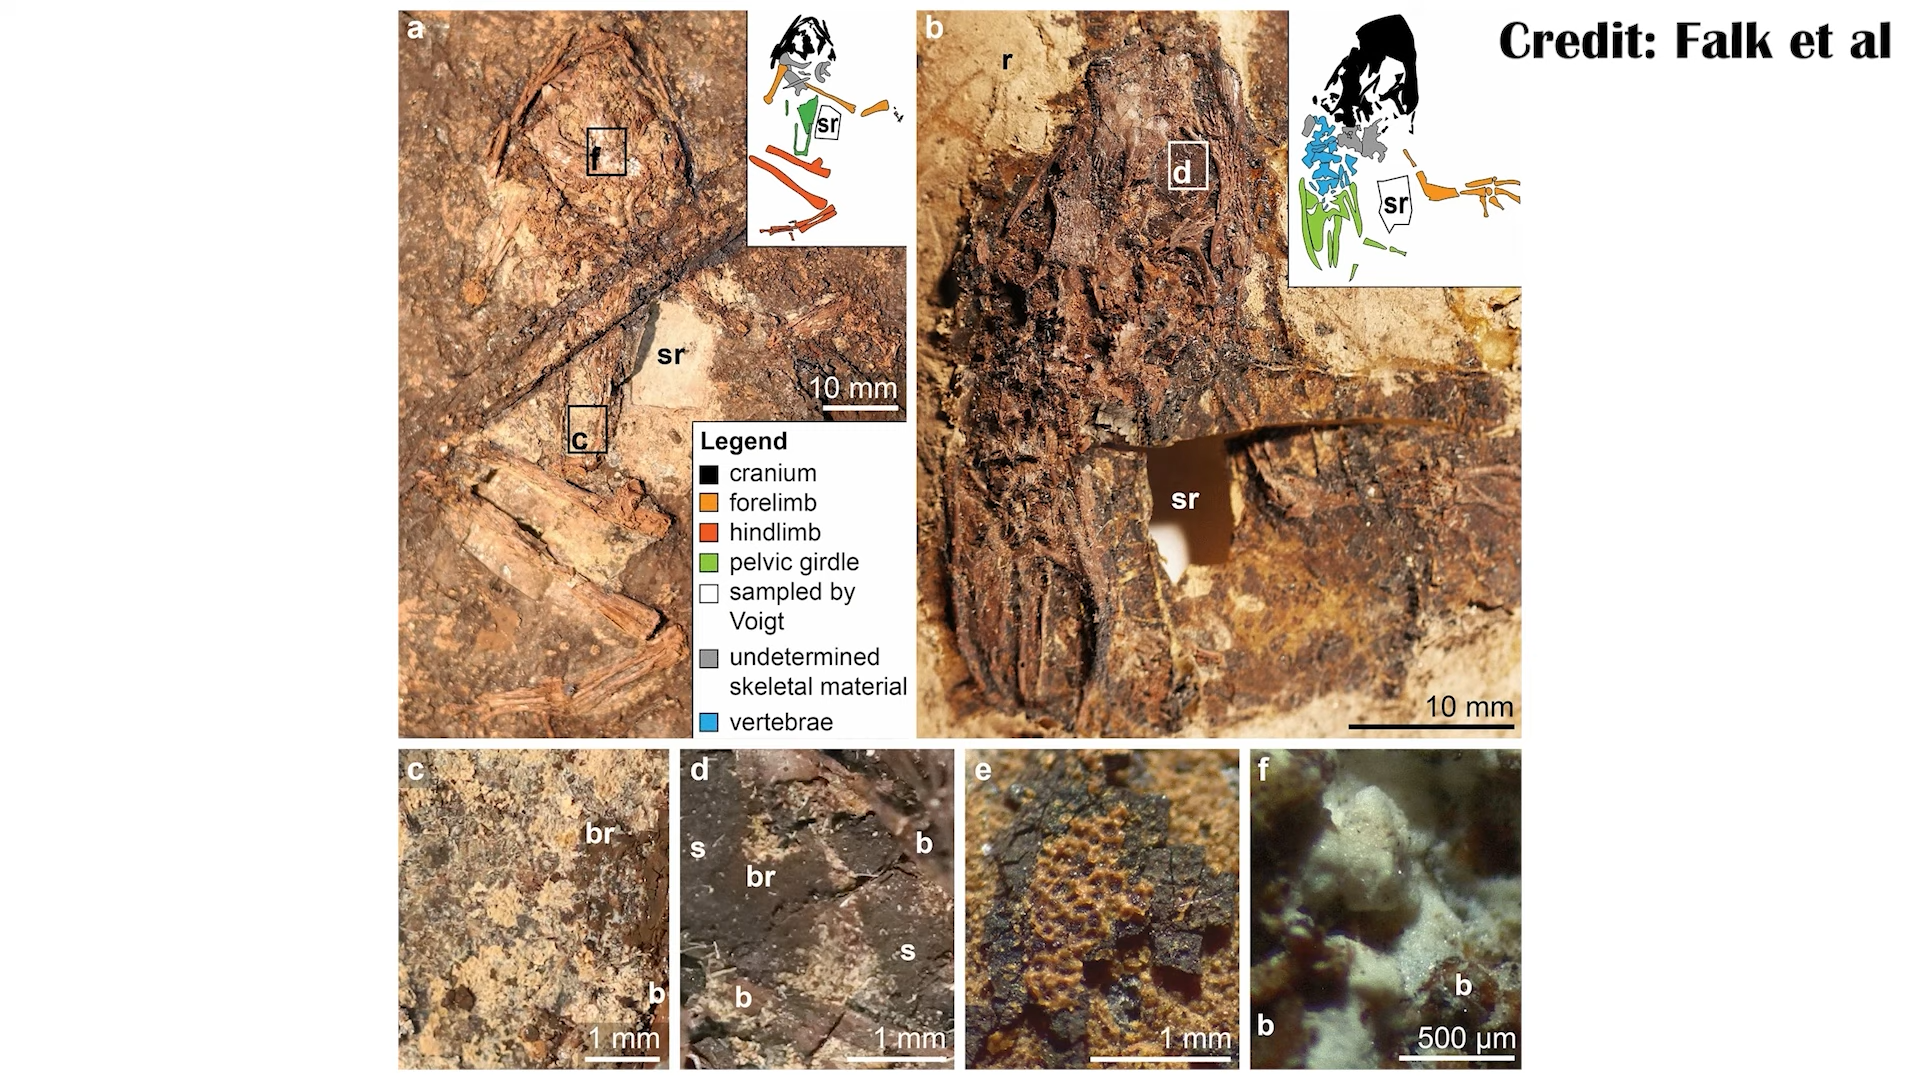 Credit: Falk et al
a
f
sr
sr
10 mm
c
Legend
cranium
forelimb
hindlimb
pelvic girdle
sampled by
Voigt
undetermined
skeletal material
vertebrae
b
r
d
sr
sr
10 mm
c
br
b
1 mm
d
s
b
br
s
b
1 mm
e
1 mm
f
b
b
500 µm